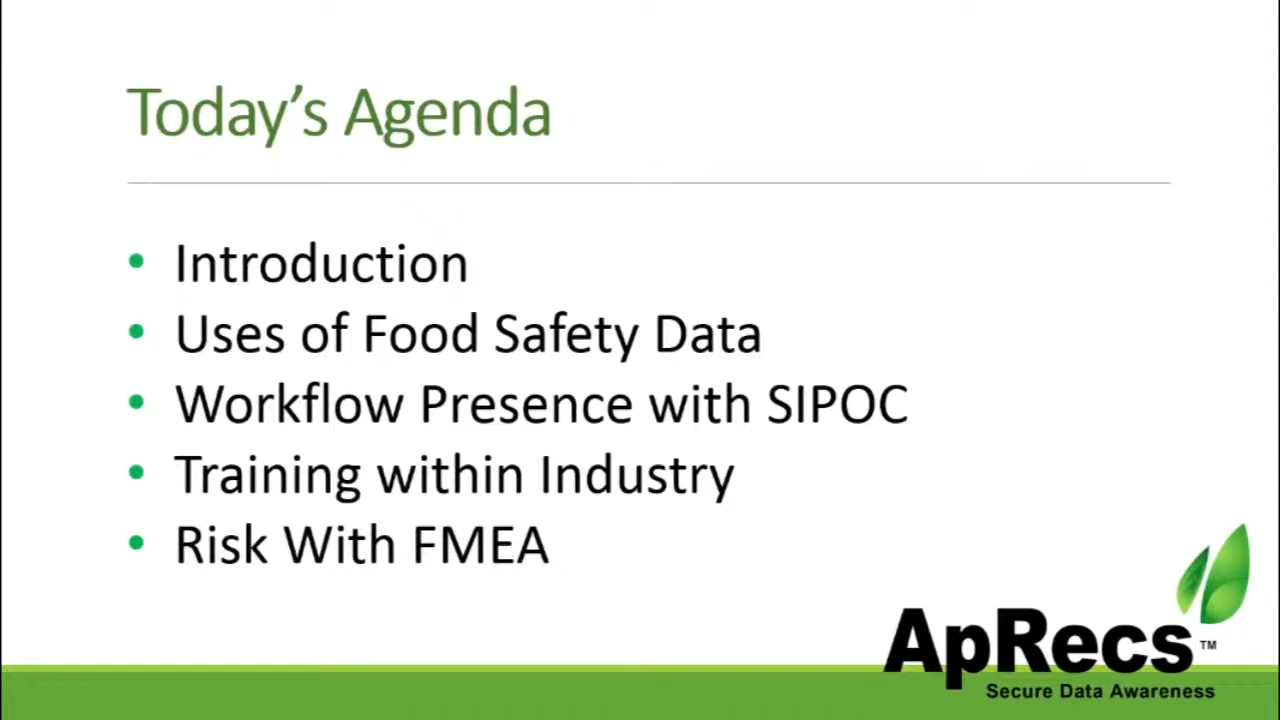 Today’s Agenda
• Introduction
• Uses of Food Safety Data
• Workflow Presence with SIPOC
• Training within Industry
• Risk With FMEA
ApRecs™
Secure Data Awareness